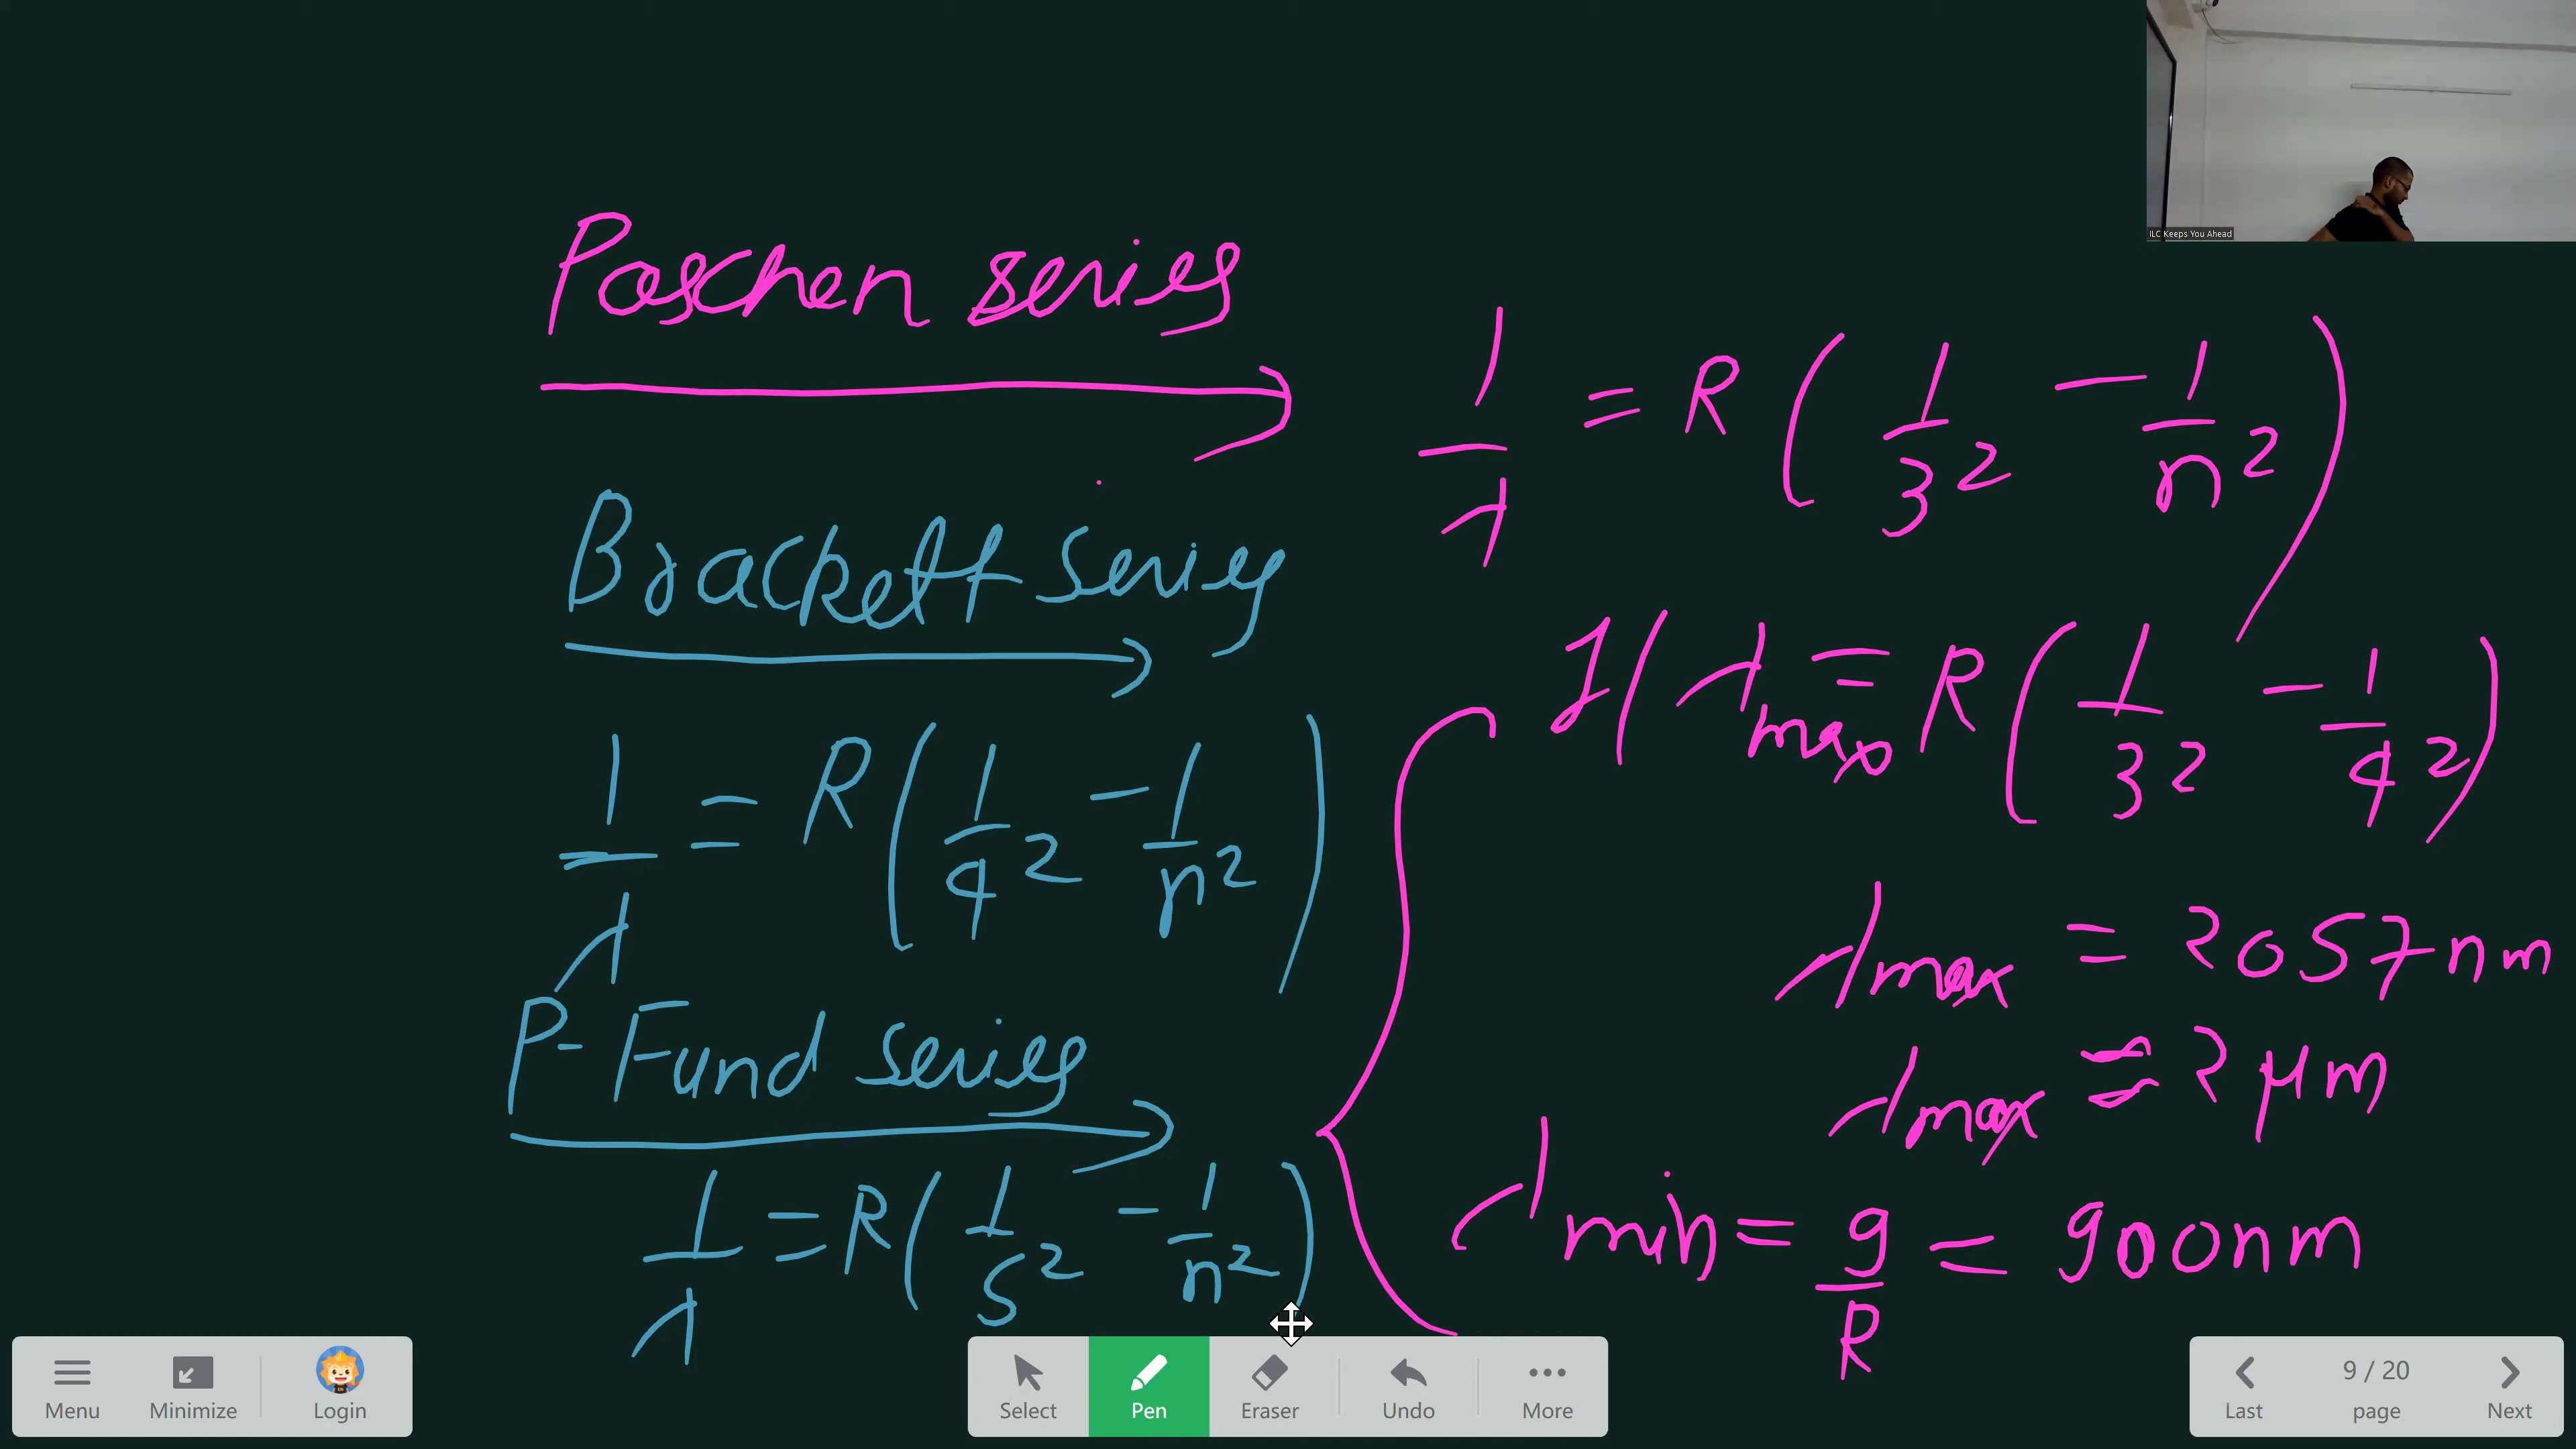 ILC Keeps You Ahead
Paschen series
1/λ = R(1/3² - 1/n²)
Brackett series
1/λ = R(1/4² - 1/n²)
P-Fund series
1/λ = R(1/5² - 1/n²)
1/λmax = R(1/3² - 1/4²)
λmax = 2057nm
λmax ≈ 2 μm
λmin = 9/R = 900nm
Menu
Minimize
Login
Select
Pen
Eraser
Undo
More
Last
9 / 20
page
Next